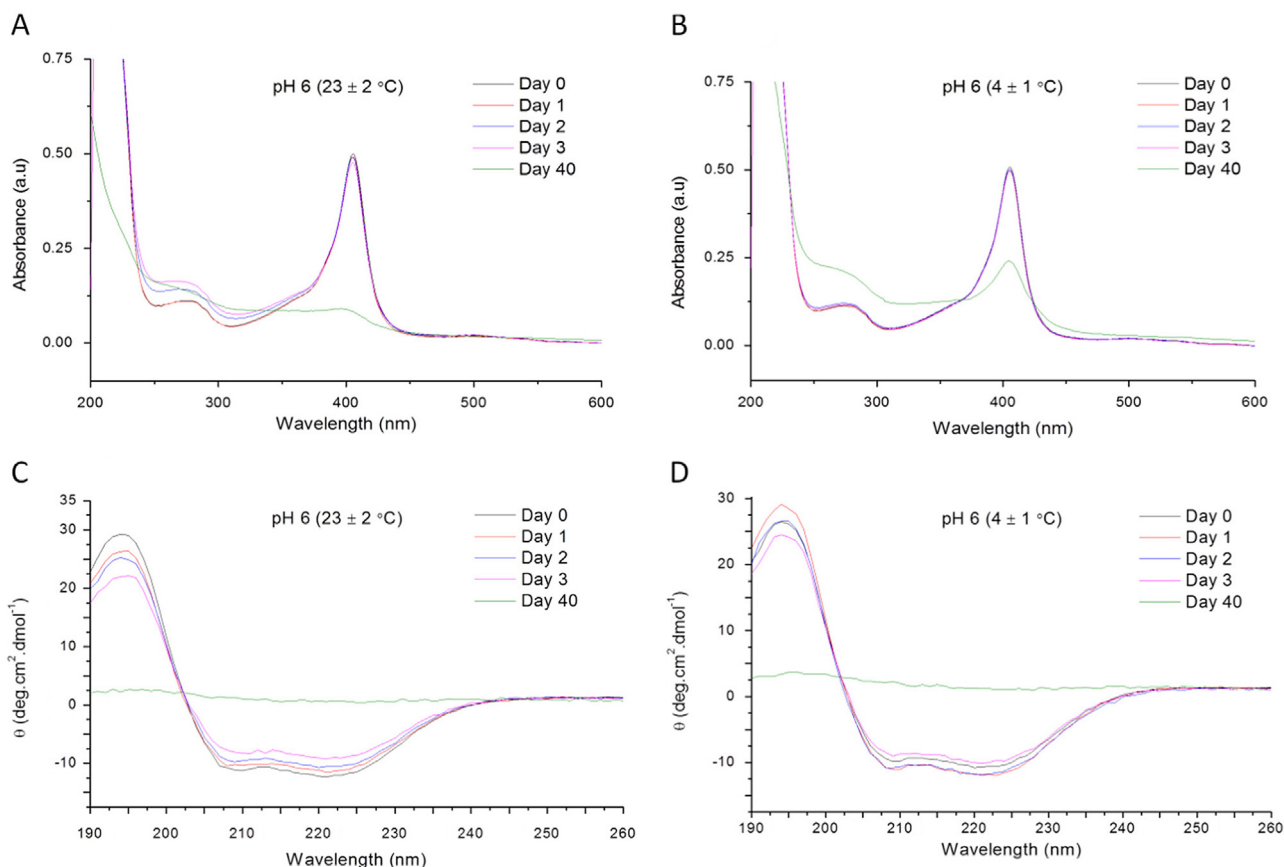 A
pH 6 (23 ± 2 °C)
Day 0
Day 1
Day 2
Day 3
Day 40
0.75
0.50
0.25
0.00
Absorbance (a.u)
200
300
400
500
600
Wavelength (nm)
B
pH 6 (4 ± 1 °C)
Day 0
Day 1
Day 2
Day 3
Day 40
0.75
0.50
0.25
0.00
Absorbance (a.u)
200
300
400
500
600
Wavelength (nm)
C
pH 6 (23 ± 2 °C)
Day 0
Day 1
Day 2
Day 3
Day 40
35
30
25
20
15
10
5
0
-10
θ (deg.cm².dmol⁻¹)
190
200
210
220
230
240
250
260
Wavelength (nm)
D
pH 6 (4 ± 1 °C)
Day 0
Day 1
Day 2
Day 3
Day 40
30
20
10
0
-10
θ (deg.cm².dmol⁻¹)
190
200
210
220
230
240
250
260
Wavelength (nm)